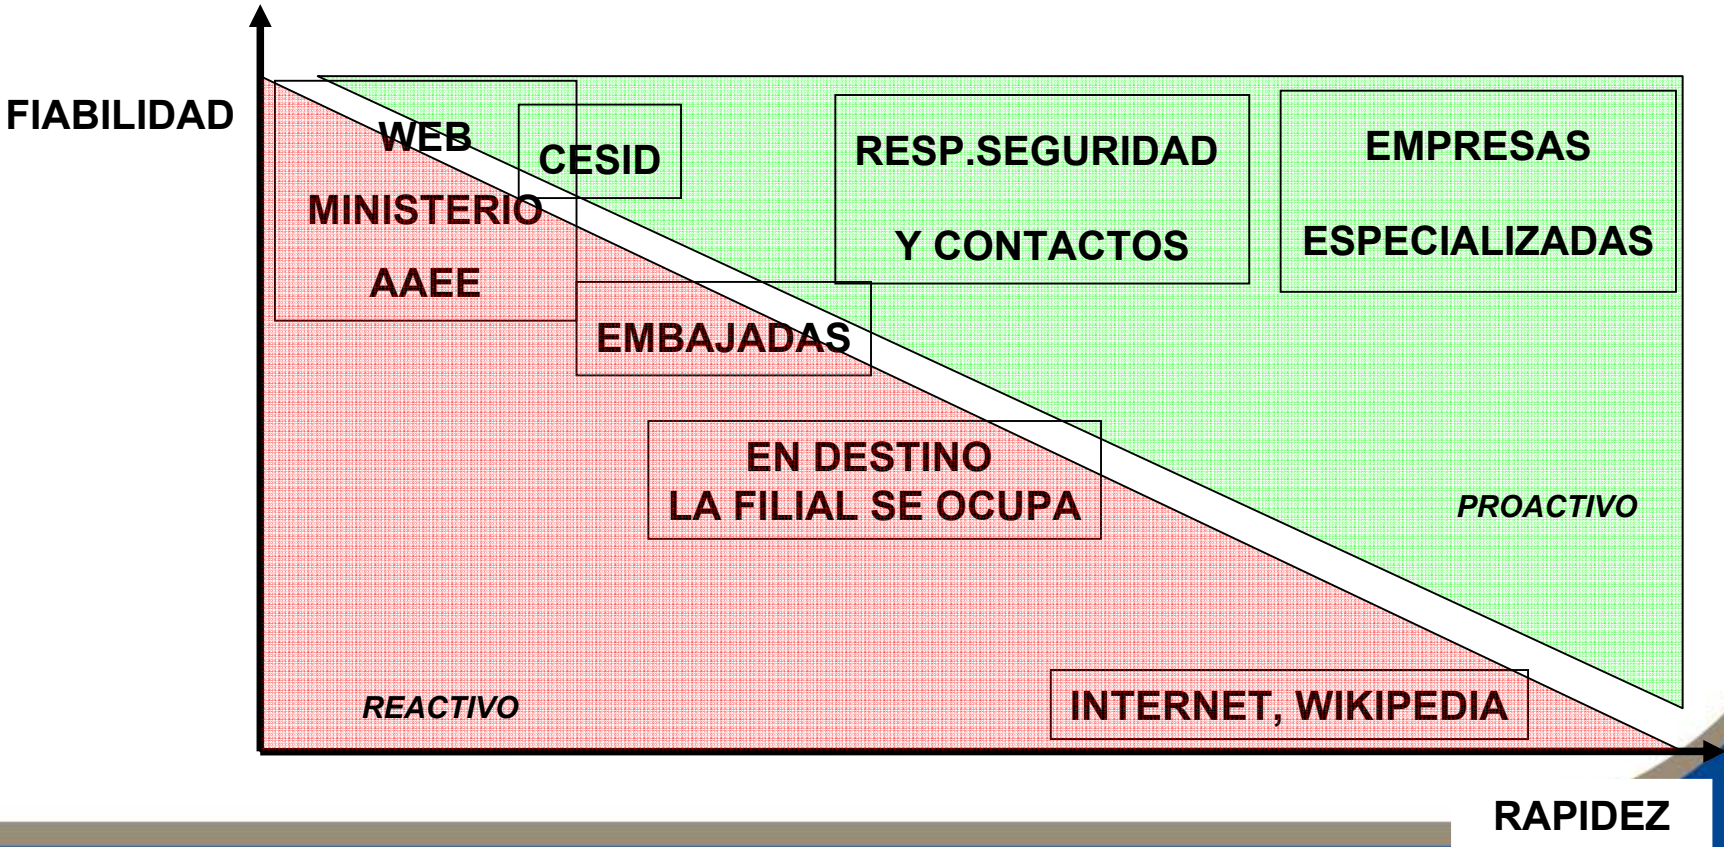 FIABILIDAD
WEB
MINISTERIO
AAEE
CESID
RESP.SEGURIDAD
Y CONTACTOS
EMPRESAS
ESPECIALIZADAS
EMBAJADAS
EN DESTINO
LA FILIAL SE OCUPA
PROACTIVO
REACTIVO
INTERNET, WIKIPEDIA
RAPIDEZ